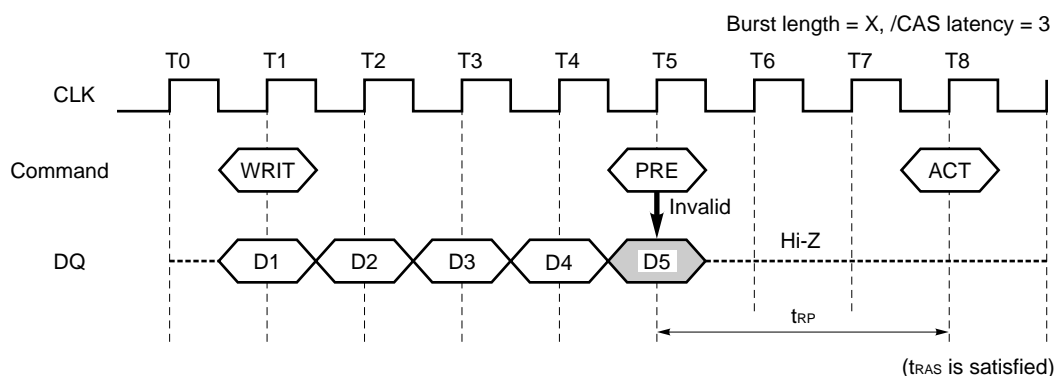 Burst length = X, /CAS latency = 3
T0 T1 T2 T3 T4 T5 T6 T7 T8
CLK
Command WRIT PRE ACT
Invalid
Hi-Z
DQ D1 D2 D3 D4 D5
tRP
(tRAS is satisfied)